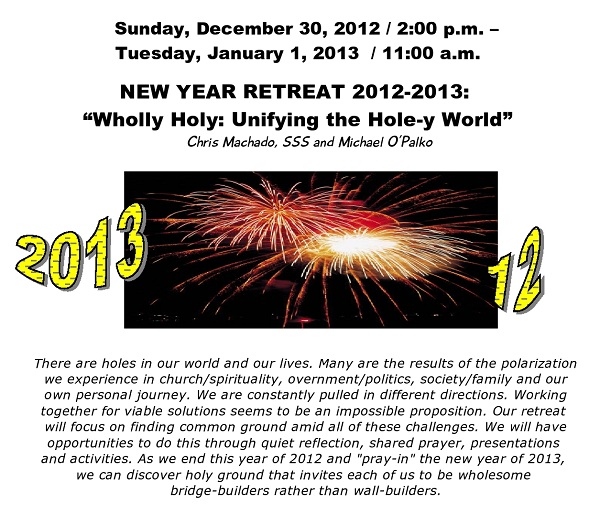 Sunday, December 30, 2012 / 2:00 p.m. –
Tuesday, January 1, 2013  / 11:00 a.m.
NEW YEAR RETREAT 2012-2013:
“Wholly Holy: Unifying the Hole-y World”
Chris Machado, SSS and Michael O'Palko
2013
12
There are holes in our world and our lives. Many are the results of the polarization
we experience in church/spirituality, overnment/politics, society/family and our
own personal journey. We are constantly pulled in different directions. Working
together for viable solutions seems to be an impossible proposition. Our retreat
will focus on finding common ground amid all of these challenges. We will have
opportunities to do this through quiet reflection, shared prayer, presentations
and activities. As we end this year of 2012 and "pray-in" the new year of 2013,
we can discover holy ground that invites each of us to be wholesome
bridge-builders rather than wall-builders.